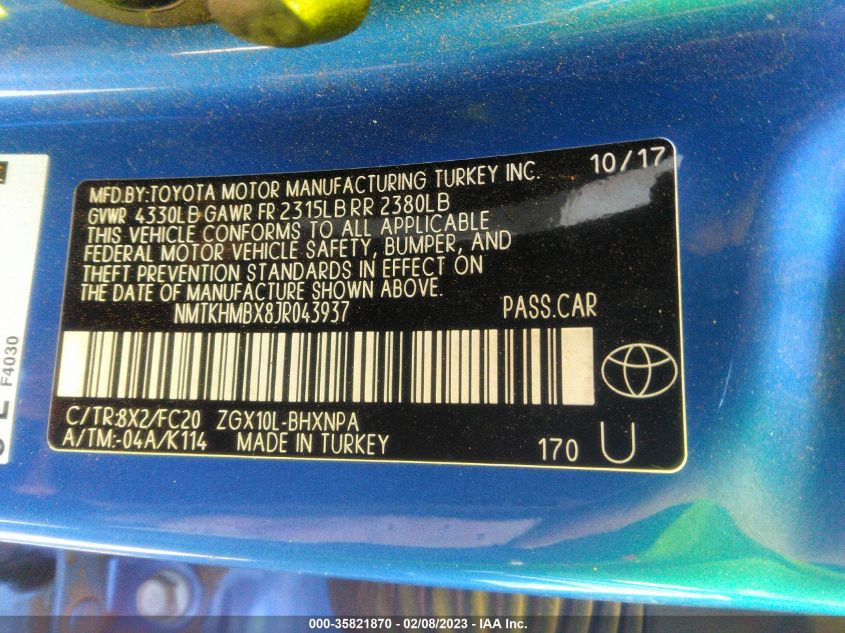 10/17
MFD.BY:TOYOTA MOTOR MANUFACTURING TURKEY INC.
GVWR 4330LB GAWR FR 2315LB RR 2380LB
THIS VEHICLE CONFORMS TO ALL APPLICABLE
FEDERAL MOTOR VEHICLE SAFETY, BUMPER, AND
THEFT PREVENTION STANDARDS IN EFFECT ON
THE DATE OF MANUFACTURE SHOWN ABOVE.
NMTKHMBX8JR043937 PASS.CAR
C/TR:8X2/FC20 ZGX10L-BHXNPA
A/TM:-04A/K114 MADE IN TURKEY 170 U
F4030
000-35821870 - 02/08/2023 - IAA Inc.